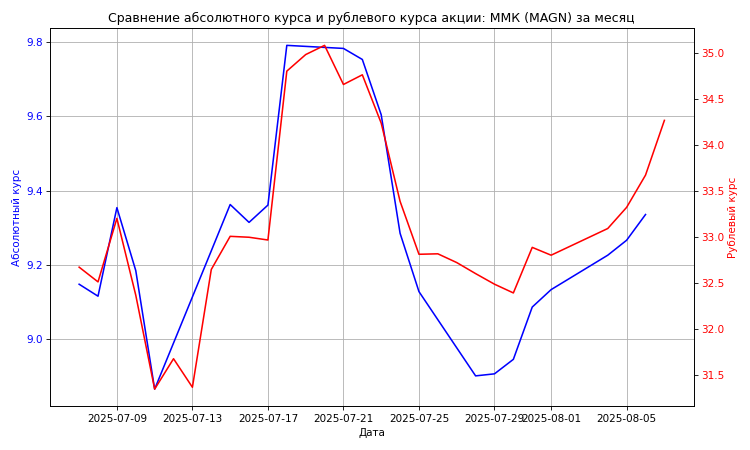 Сравнение абсолютного курса и рублевого курса акции: ММК (MAGN) за месяц
9.8
9.6
9.4
9.2
9.0
Абсолютный курс
35.0
34.5
34.0
33.5
33.0
32.5
32.0
31.5
Рублевый курс
2025-07-09 2025-07-13 2025-07-17 2025-07-21 2025-07-25 2025-07-29 2025-08-01 2025-08-05
Дата